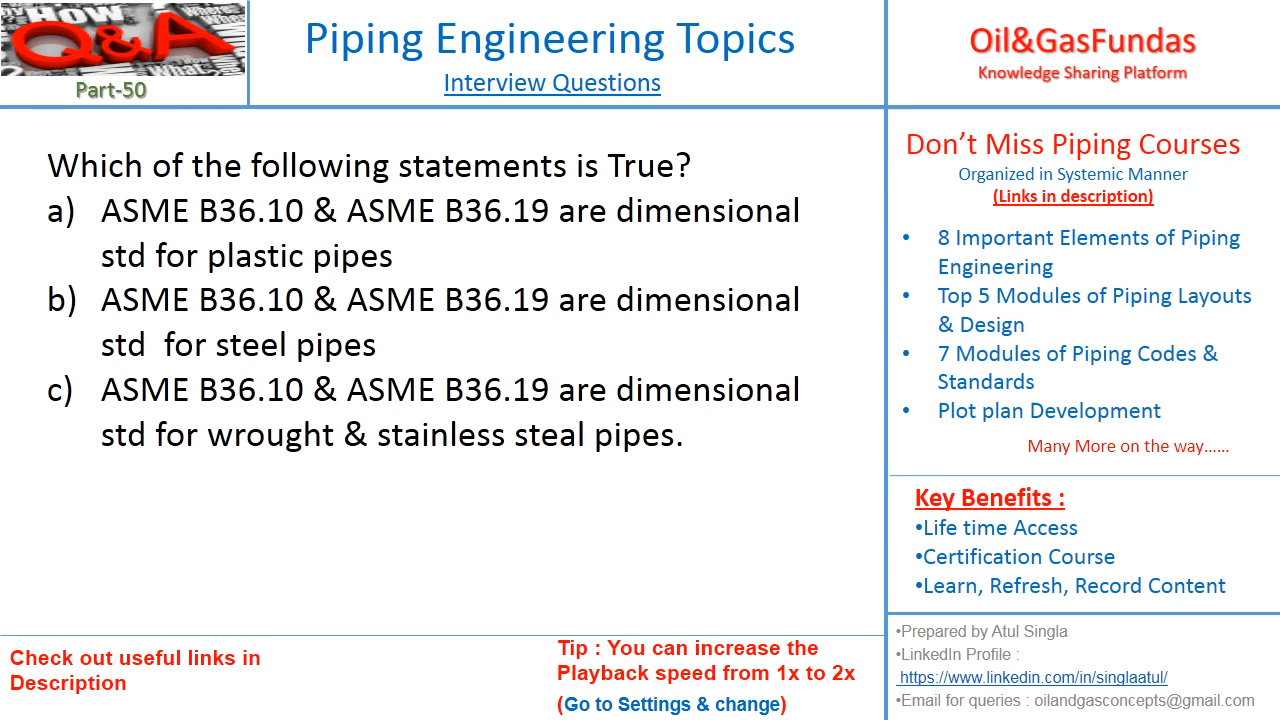 Q&A
Part-50
Piping Engineering Topics
Interview Questions
Oil&GasFundas
Knowledge Sharing Platform
Which of the following statements is True?
a) ASME B36.10 & ASME B36.19 are dimensional
std for plastic pipes
b) ASME B36.10 & ASME B36.19 are dimensional
std for steel pipes
c) ASME B36.10 & ASME B36.19 are dimensional
std for wrought & stainless steal pipes.
Check out useful links in
Description
Tip : You can increase the
Playback speed from 1x to 2x
(Go to Settings & change)
Don't Miss Piping Courses
Organized in Systemic Manner
(Links in description)
• 8 Important Elements of Piping
Engineering
• Top 5 Modules of Piping Layouts
& Design
• 7 Modules of Piping Codes &
Standards
• Plot plan Development
Many More on the way……
Key Benefits :
•Life time Access
•Certification Course
•Learn, Refresh, Record Content
•Prepared by Atul Singla
•LinkedIn Profile :
https://www.linkedin.com/in/singlaatul/
•Email for queries : oilandgasconcepts@gmail.com